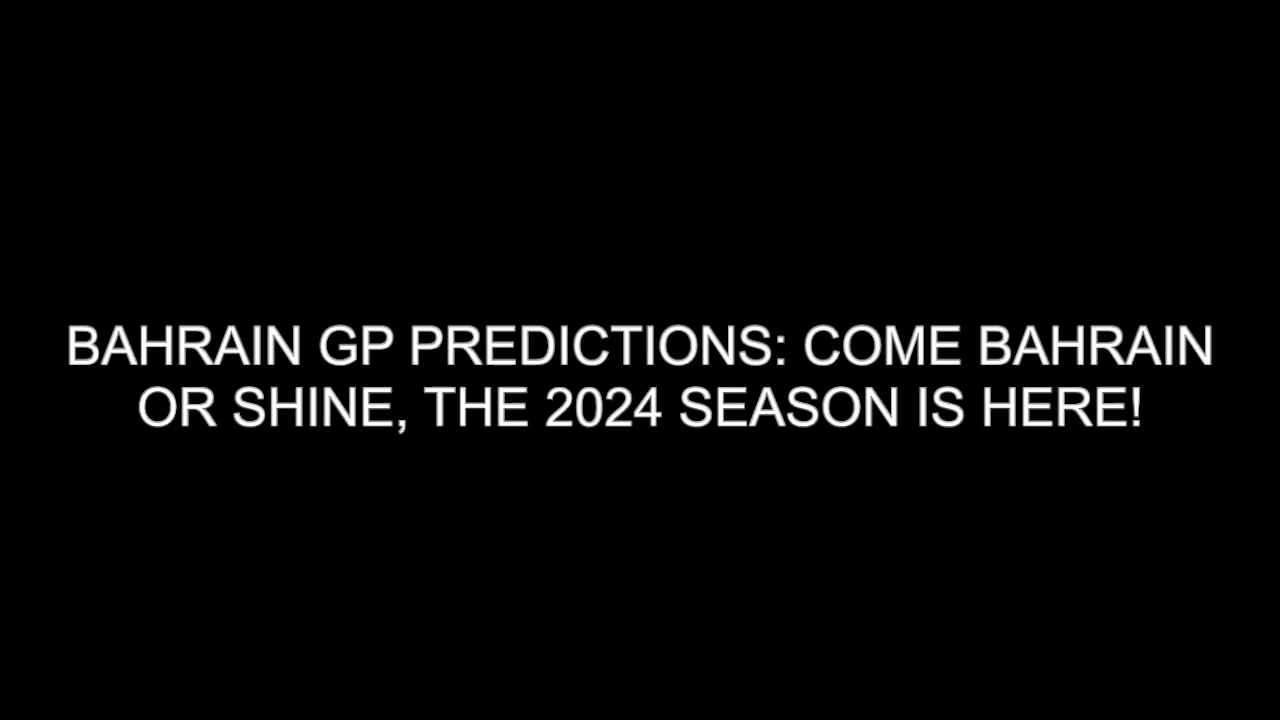 BAHRAIN GP PREDICTIONS: COME BAHRAIN
OR SHINE, THE 2024 SEASON IS HERE!